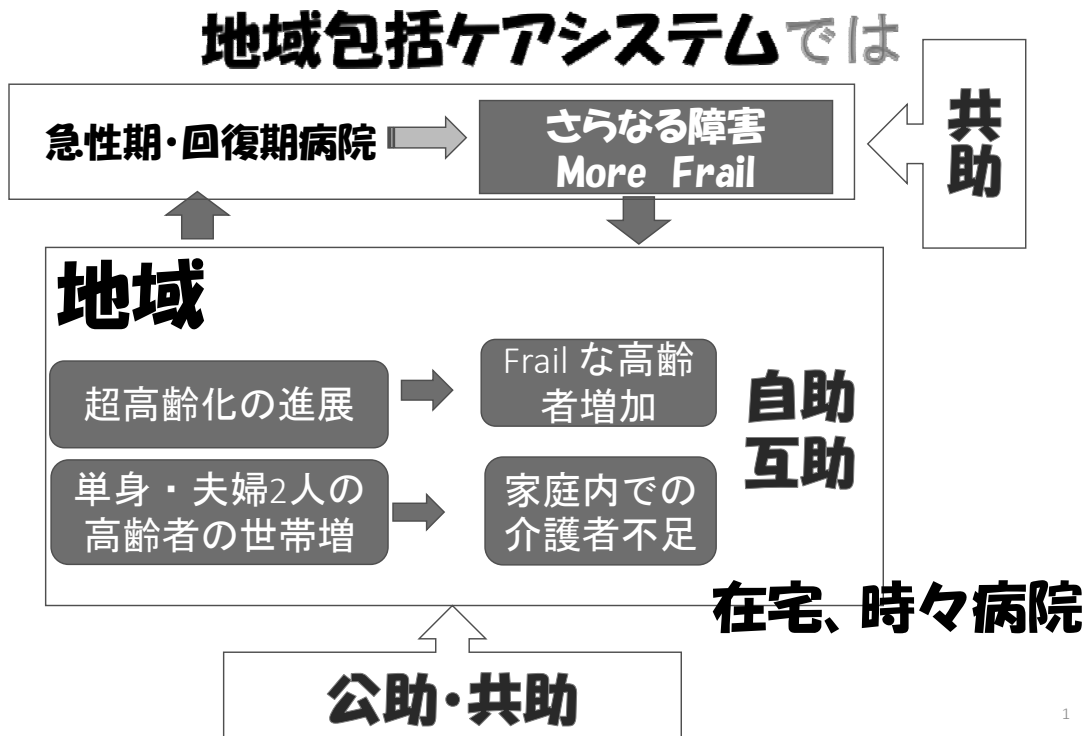 地域包括ケアシステムでは
急性期・回復期病院
さらなる障害
More Frail
共
助
地域
超高齢化の進展
Frail な高齢
者増加
単身・夫婦2人の
高齢者の世帯増
家庭内での
介護者不足
自助
互助
在宅、時々病院
公助・共助
1